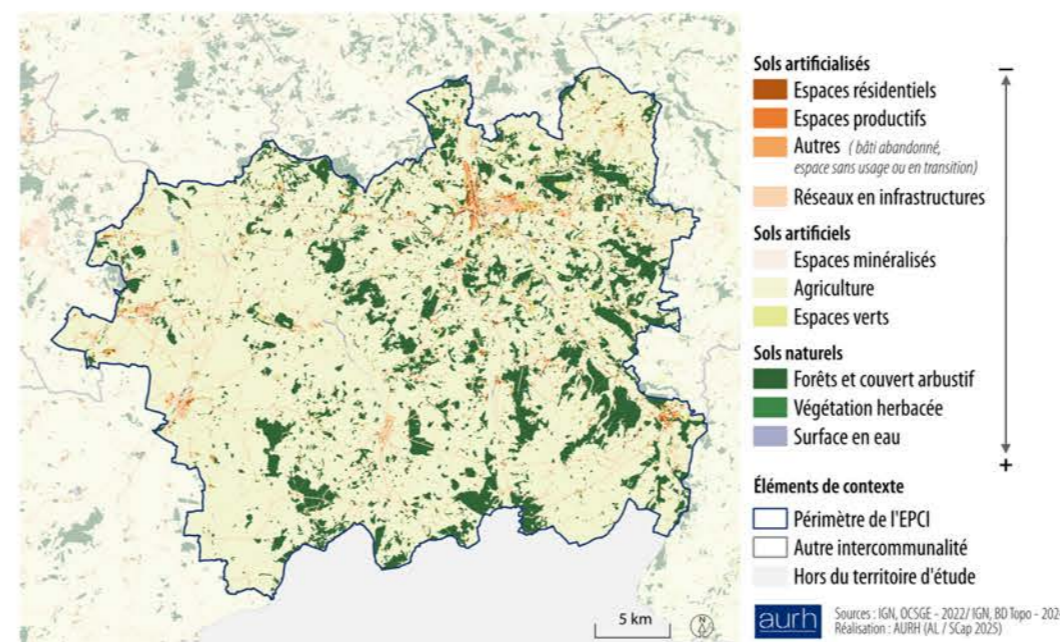 Sols artificialisés
Espaces résidentiels
Espaces productifs
Autres ( bâti abandonné,
espace sans usage ou en transition)
Réseaux en infrastructures
Sols artificiels
Espaces minéralisés
Agriculture
Espaces verts
Sols naturels
Forêts et couvert arbustif
Végétation herbacée
Surface en eau
–
+
Éléments de contexte
Périmètre de l'EPCI
Autre intercommunalité
Hors du territoire d'étude
5 km
aurh
Sources : IGN, OCSGE - 2022/ IGN, BD Topo - 202
Réalisation : AURH (AL / SCap 2025)